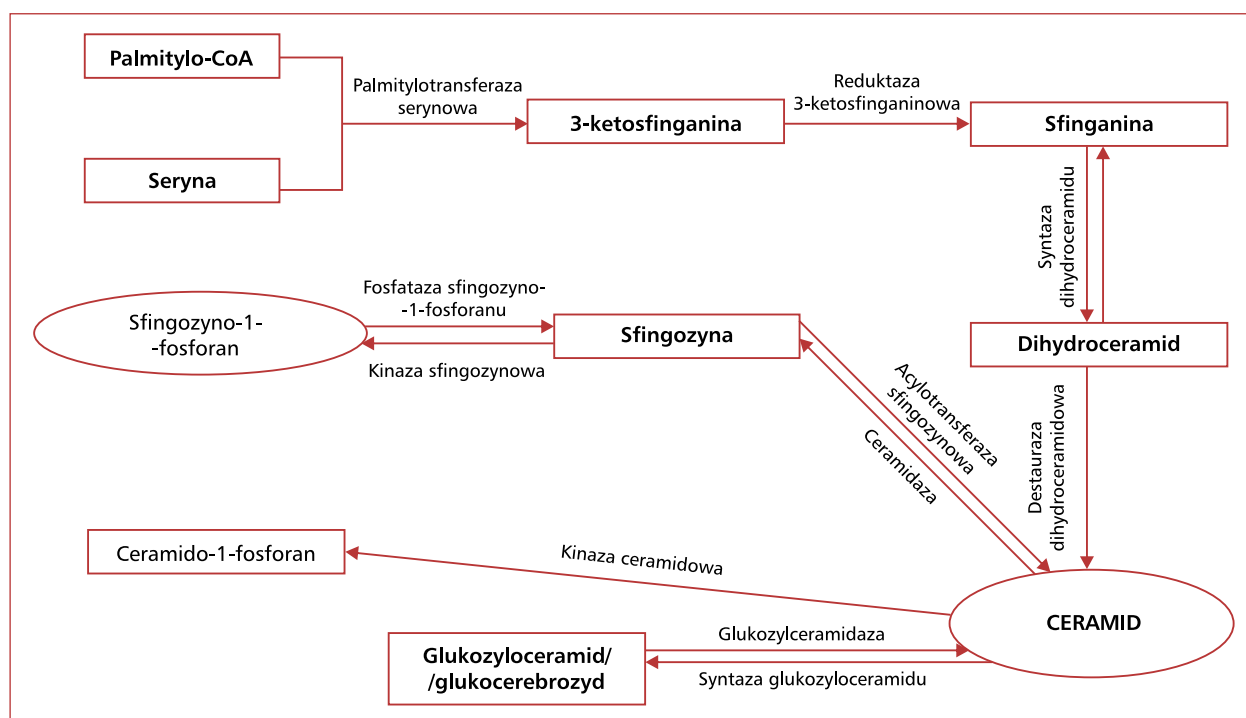 Palmitylo-CoA
Palmitylotransferaza
serynowa
Seryna
3-ketosfinganina
Reduktaza
3-ketosfinganinowa
Sfinganina
Syntaza
dihydroceramidu
Dihydroceramid
Fosfataza sfingozyno-
-1-fosforanu
Sfingozyno-1-
-fosforan
Kinaza sfingozynowa
Sfingozyna
Acylotransferaza
sfingozynowa
Ceramidaza
Destauraza
dihydroceramidowa
Ceramido-1-fosforan
Kinaza ceramidowa
CERAMID
Glukozyloceramid/
/glukocerebrozyd
Glukozylceramidaza
Syntaza glukozyloceramidu